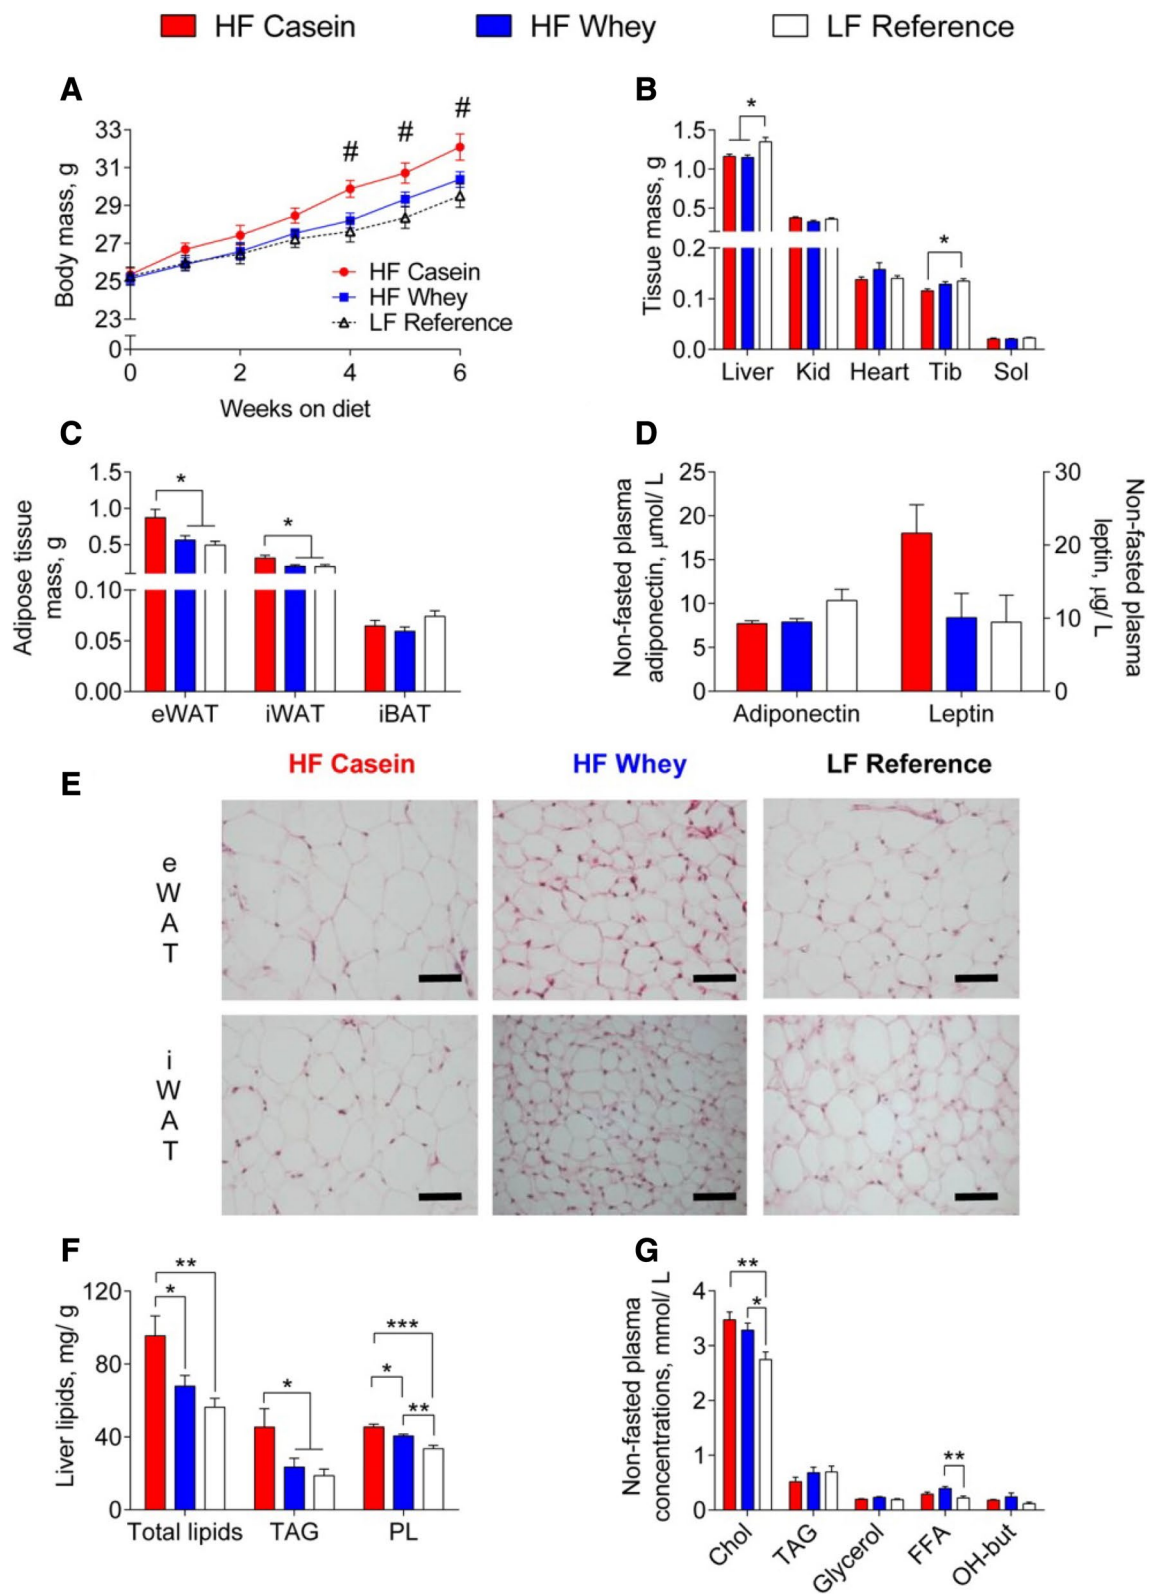 HF Casein HF Whey LF Reference
A
# # #
33
31
29
27
25
23
0
Body mass, g
HF Casein
HF Whey
LF Reference
0 2 4 6
Weeks on diet
B
*
*
1.5
1.0
0.5
0.2
0.1
0.0
Tissue mass, g
Liver Kid Heart Tib Sol
C
*
*
1.5
1.0
0.5
0.10
0.05
0.00
Adipose tissue
mass, g
eWAT iWAT iBAT
D
25
20
15
10
5
0
Non-fasted plasma
adiponectin, μmol/ L
30
20
10
0
Non-fasted plasma
leptin, μg/ L
Adiponectin Leptin
E
HF Casein HF Whey LF Reference
e
W
A
T
i
W
A
T
F
** * * *** * **
120
80
40
0
Liver lipids, mg/ g
Total lipids TAG PL
G
** * **
4
3
2
1
0
Non-fasted plasma
concentrations, mmol/ L
Chol TAG Glycerol FFA OH-but